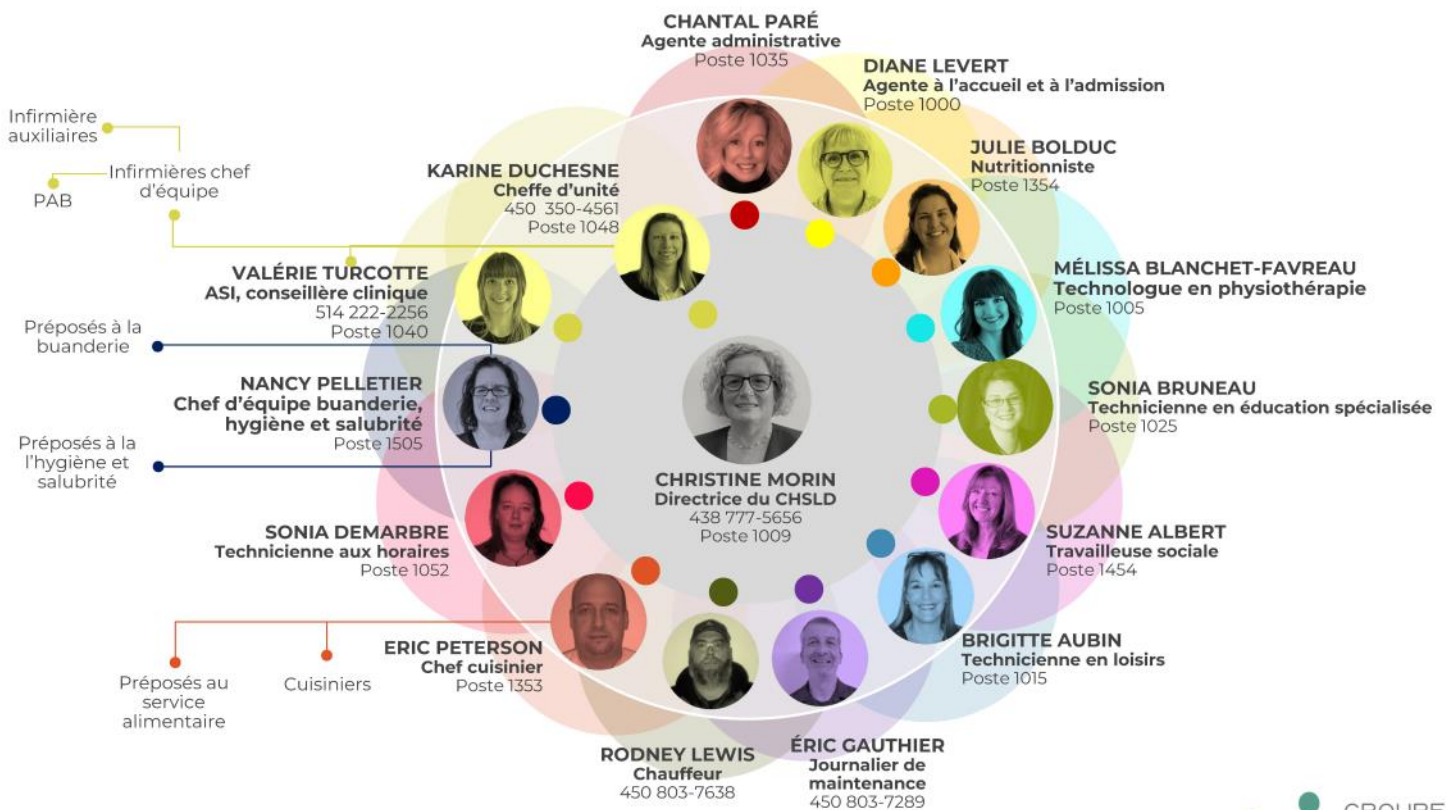 CHANTAL PARÉ
Agente administrative
Poste 1035
DIANE LEVERT
Agente à l'accueil et à l'admission
Poste 1000
JULIE BOLDUC
Nutritionniste
Poste 1354
MÉLISSA BLANCHET-FAVREAU
Technologue en physiothérapie
Poste 1005
SONIA BRUNEAU
Technicienne en éducation spécialisée
Poste 1025
SUZANNE ALBERT
Travailleuse sociale
Poste 1454
BRIGITTE AUBIN
Technicienne en loisirs
Poste 1015
ÉRIC GAUTHIER
Journalier de
maintenance
450 803-7289
RODNEY LEWIS
Chauffeur
450 803-7638
ERIC PETERSON
Chef cuisinier
Poste 1353
Cuisiniers
Préposés au
service
alimentaire
SONIA DEMARBRE
Technicienne aux horaires
Poste 1052
NANCY PELLETIER
Chef d'équipe buanderie,
hygiène et salubrité
Poste 1505
Préposés à la
buanderie
Préposés à
l'hygiène et
salubrité
VALÉRIE TURCOTTE
ASI, conseillère clinique
514 222-2256
Poste 1040
KARINE DUCHESNE
Cheffe d'unité
450 350-4561
Poste 1048
Infirmières chef
d'équipe
Infirmière
auxiliaires
PAB
CHRISTINE MORIN
Directrice du CHSLD
438 777-5656
Poste 1009
GROUPE